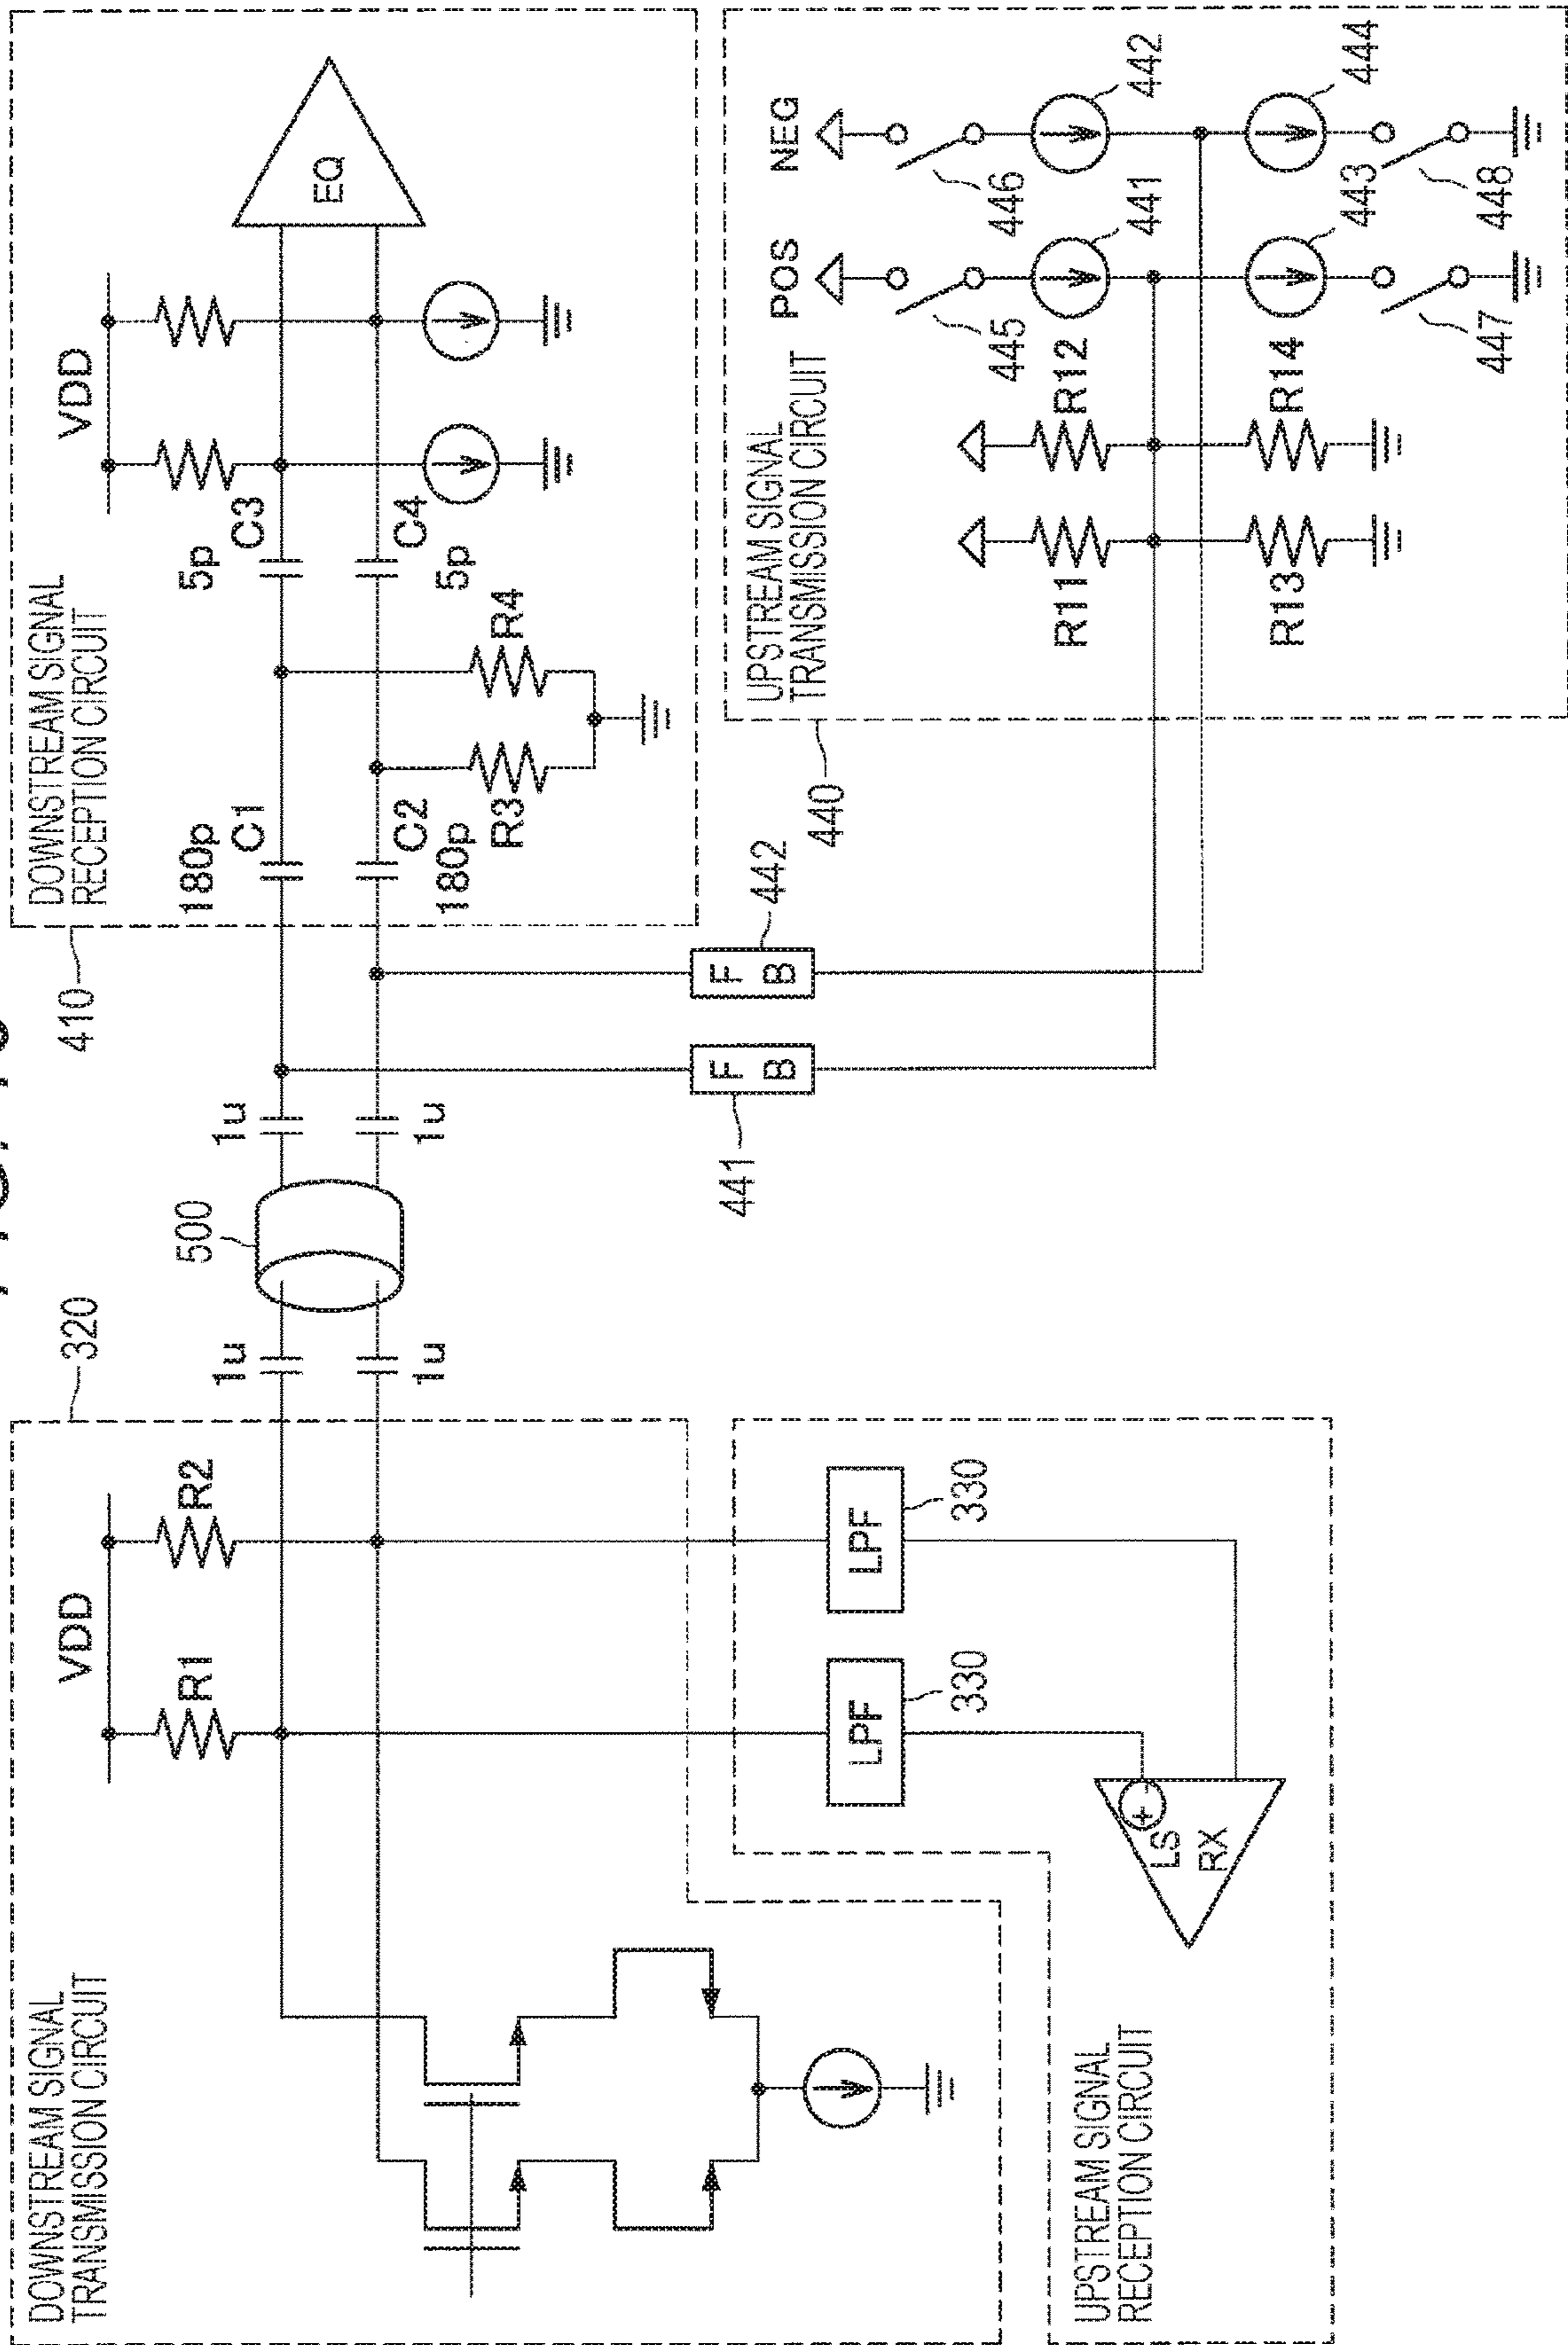 320
DOWNSTREAM SIGNAL
TRANSMISSION CIRCUIT
VDD
R1
R2
1u
1u
500
1u
1u
LPF
330
LPF
330
+
-
LS
RX
UPSTREAM SIGNAL
RECEPTION CIRCUIT
410
DOWNSTREAM SIGNAL
RECEPTION CIRCUIT
180p
C1
C2
180p
R3
R4
5p
C3
C4
5p
VDD
EQ
F B
441
F B
442
440
UPSTREAM SIGNAL
TRANSMISSION CIRCUIT
R11
R12
R13
R14
POS
NEG
445
446
441
442
443
444
447
448